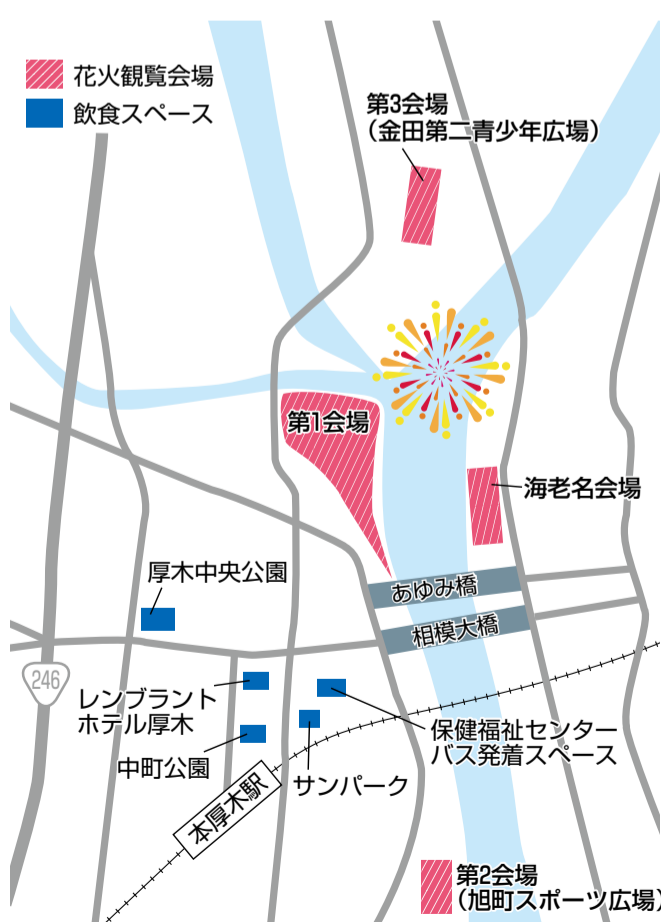 花火観覧会場
飲食スペース
第3会場
（金田第二青少年広場）
第1会場
海老名会場
あゆみ橋
相模大橋
厚木中央公園
246
レンブラント
ホテル厚木
中町公園
保健福祉センター
バス発着スペース
サンパーク
本厚木駅
第2会場
（旭町スポーツ広場）